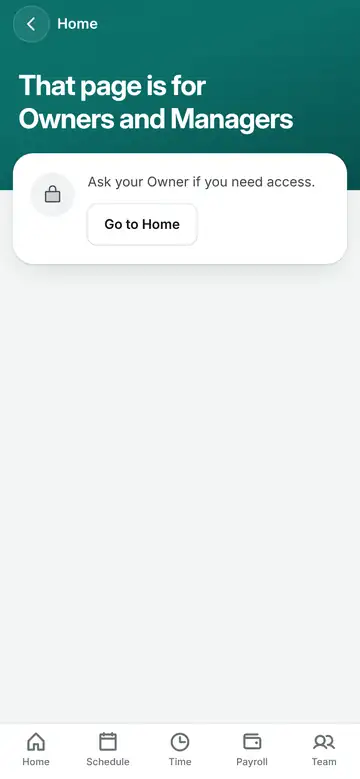 Home
That page is for
Owners and Managers
Ask your Owner if you need access.
Go to Home
Home
Schedule
Time
Payroll
Team